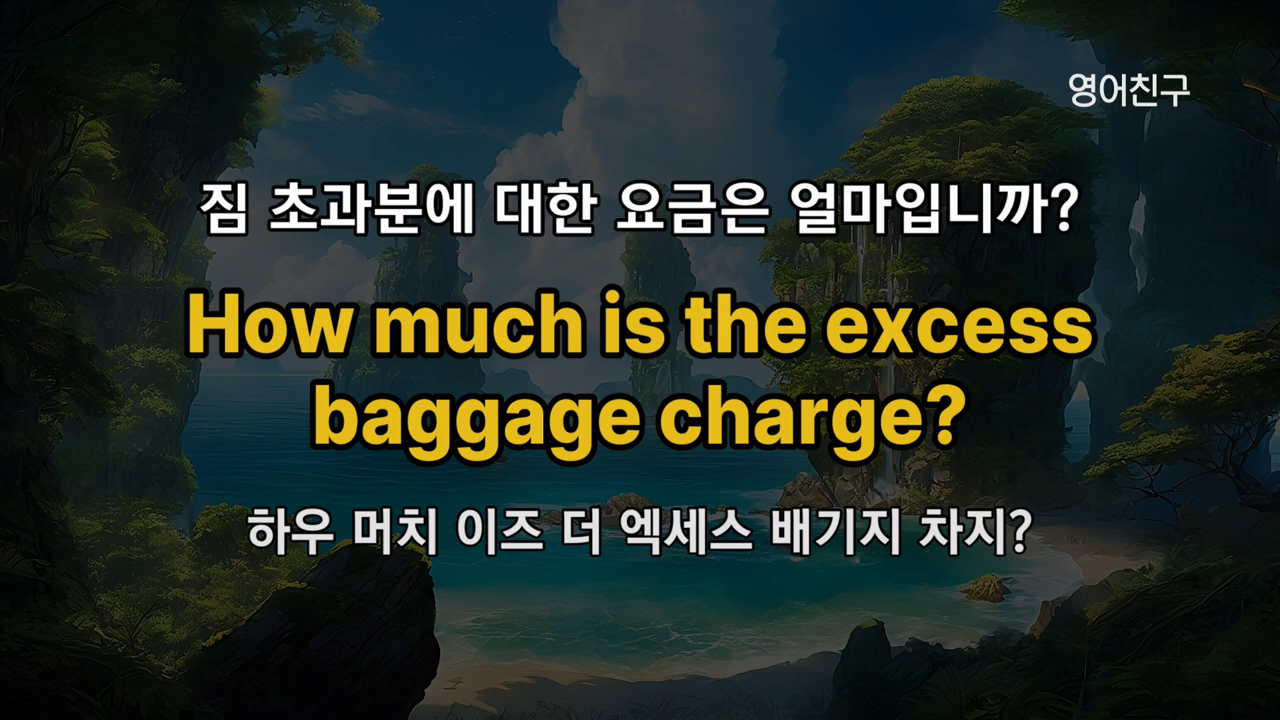 영어친구
짐 초과분에 대한 요금은 얼마입니까?
How much is the excess
baggage charge?
하우 머치 이즈 더 엑세스 배기지 차지?